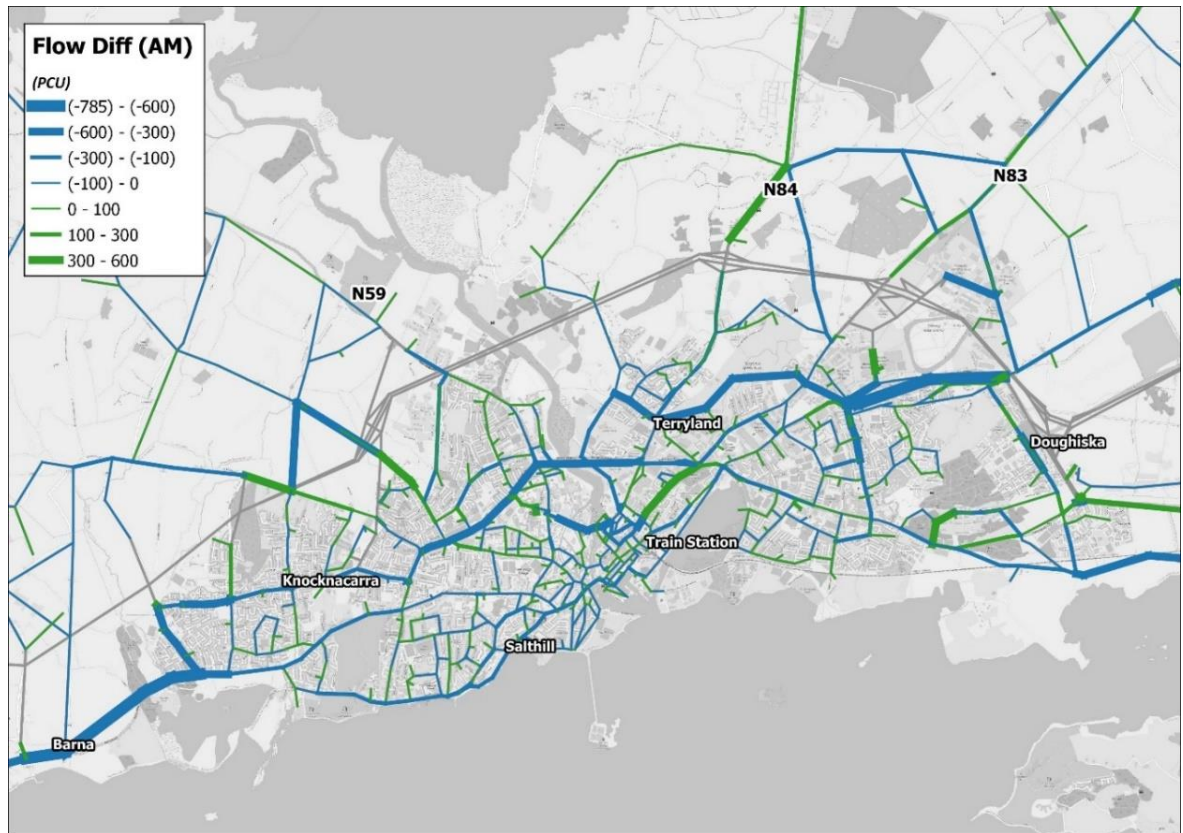 Flow Diff (AM)
(PCU)
(-785) - (-600)
(-600) - (-300)
(-300) - (-100)
(-100) - 0
0 - 100
100 - 300
300 - 600
N84
N83
N59
Terryland
Doughiska
Train Station
Knocknacarra
Salthill
Barna